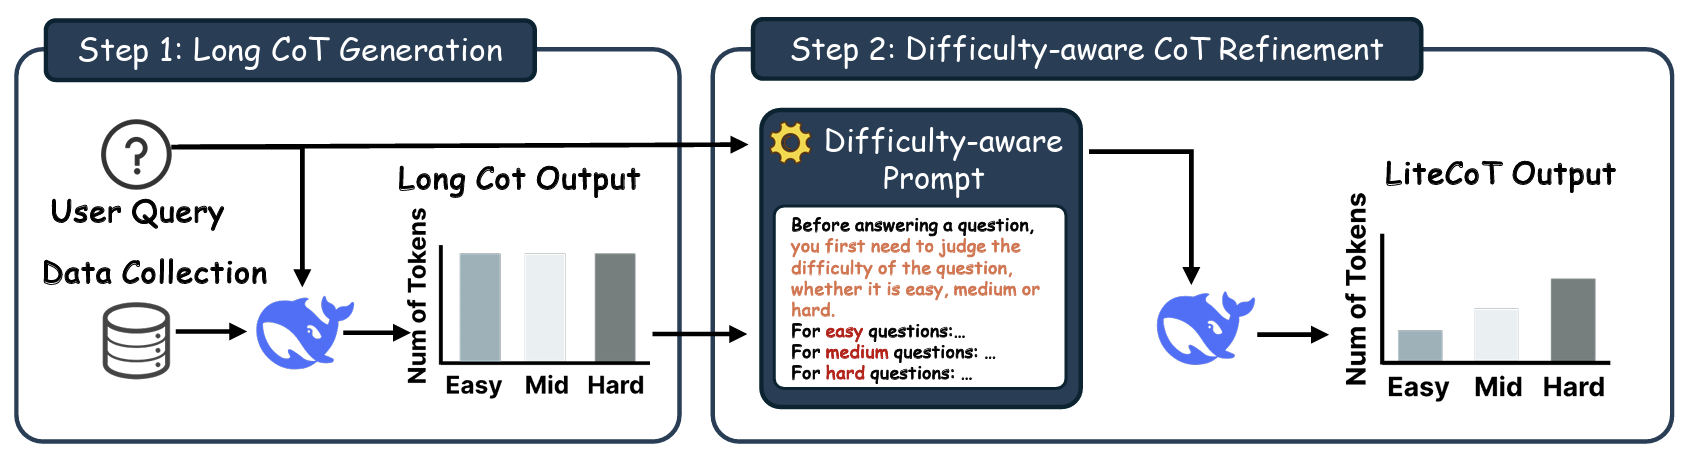 Step 1: Long CoT Generation
?
User Query
Data Collection
Long Cot Output
Num of Tokens
Easy Mid Hard
Step 2: Difficulty-aware CoT Refinement
Difficulty-aware
Prompt
Before answering a question,
you first need to judge the
difficulty of the question,
whether it is easy, medium or
hard.
For easy questions:...
For medium questions: ...
For hard questions: ...
LiteCoT Output
Num of Tokens
Easy Mid Hard